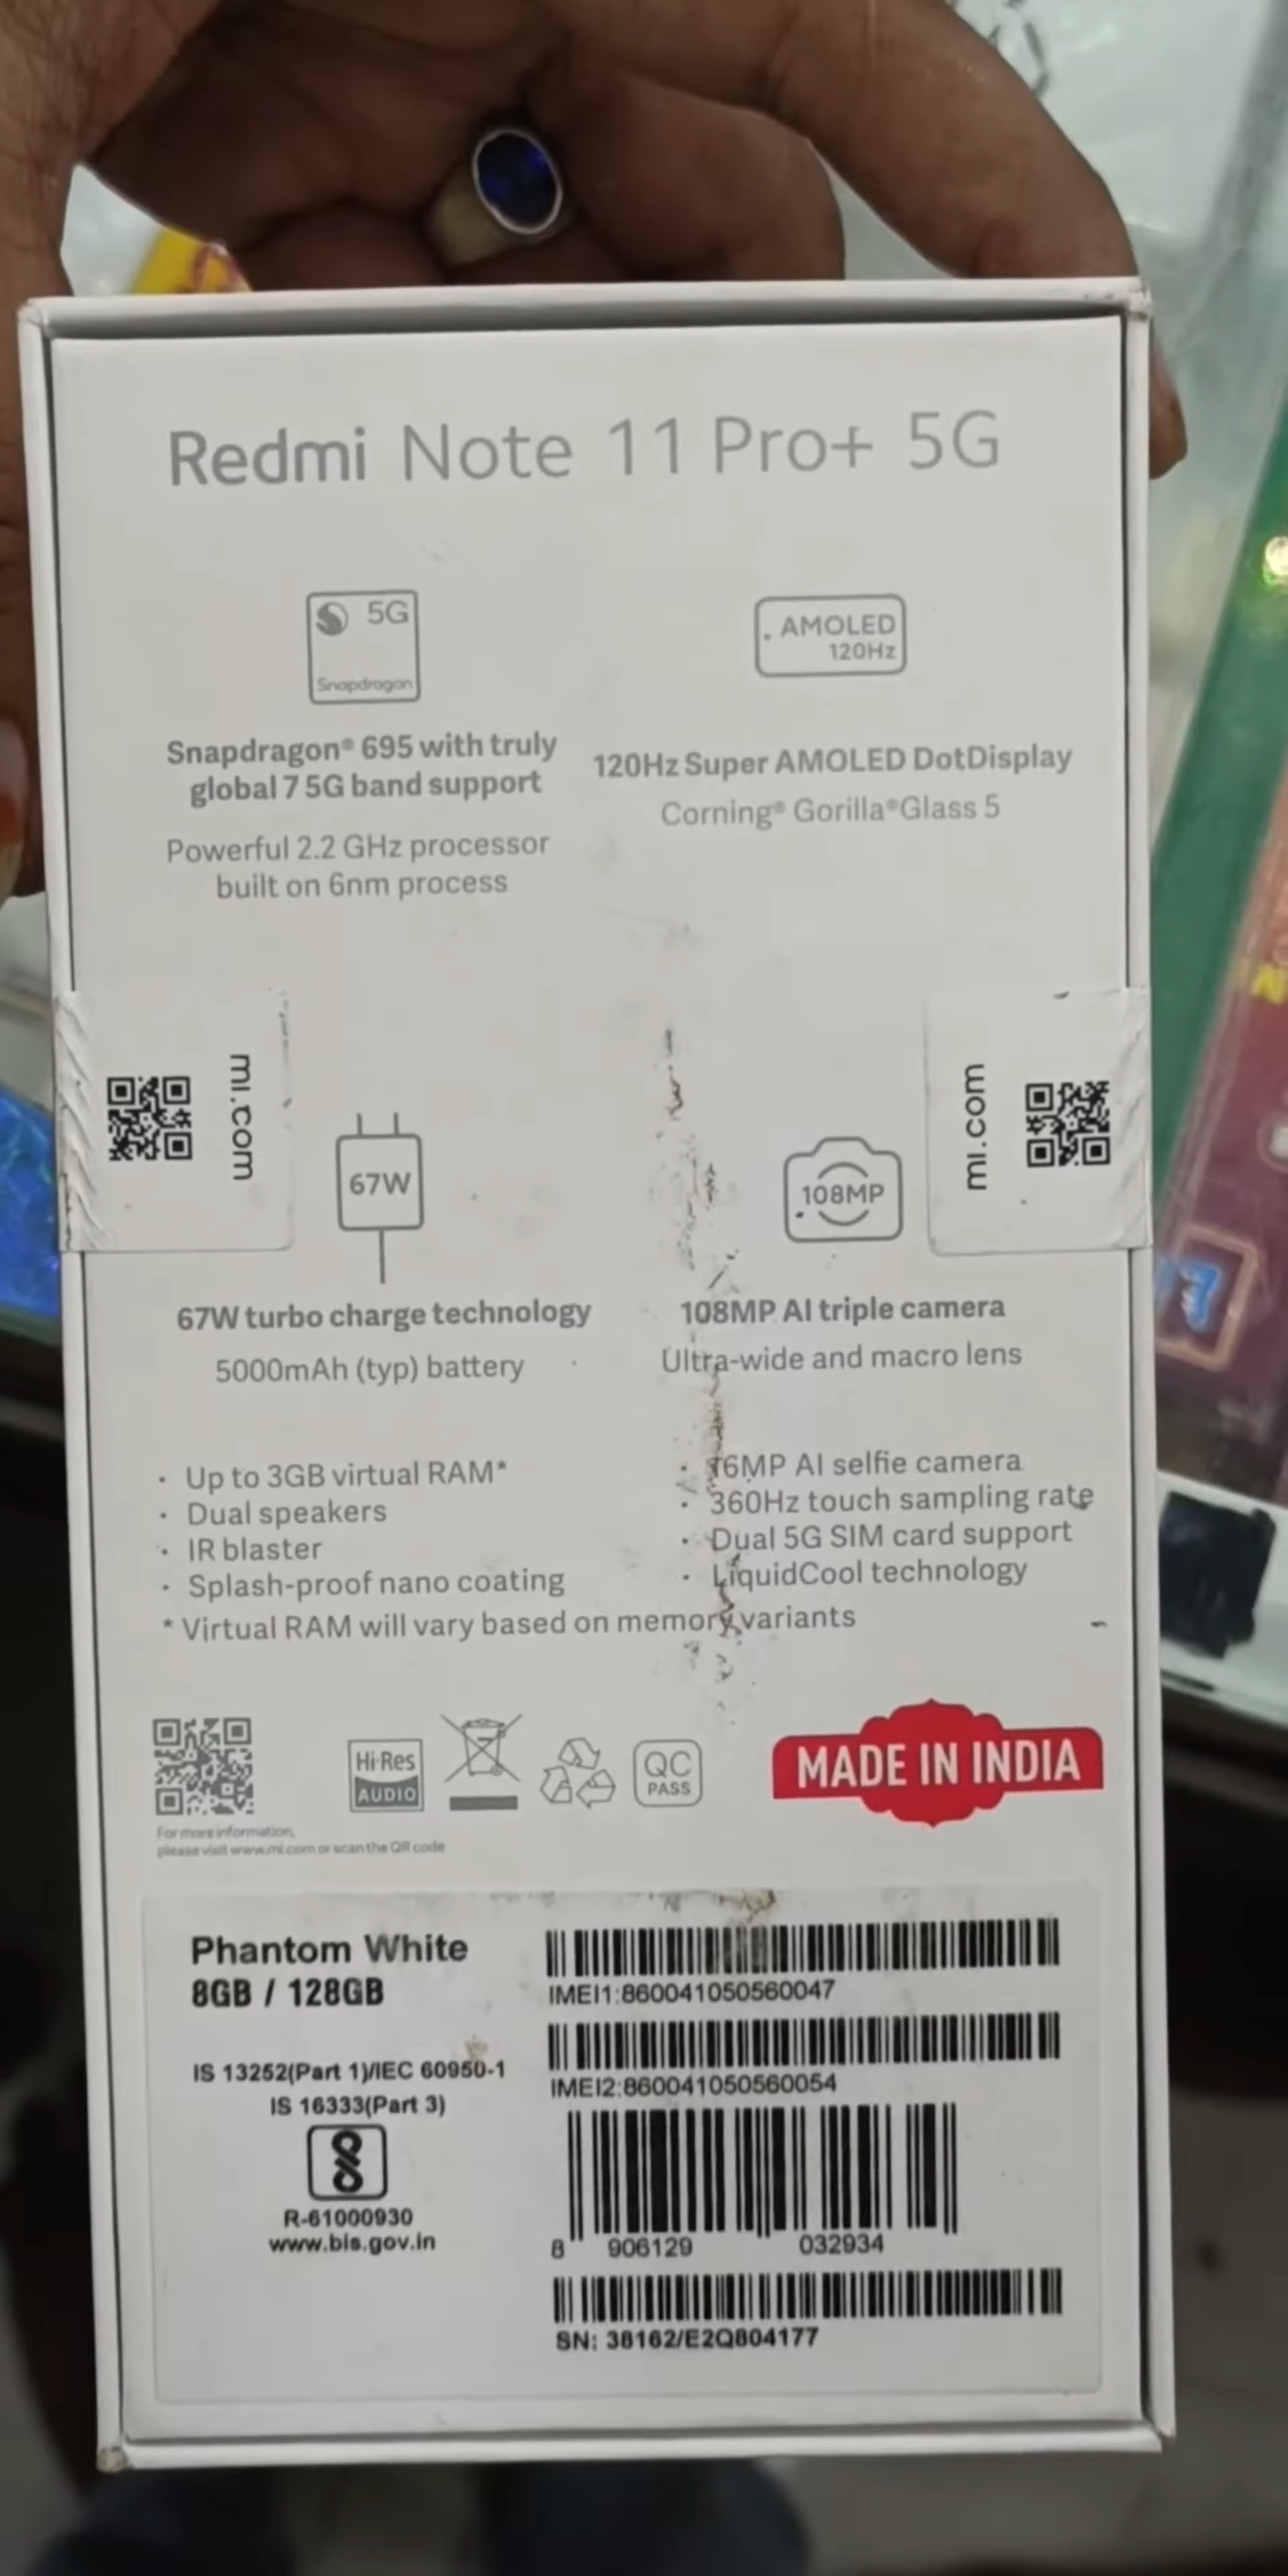 Redmi Note 11 Pro+ 5G
5G
Snapdragon
Snapdragon® 695 with truly
global 7 5G band support
Powerful 2.2 GHz processor
built on 6nm process
AMOLED
120Hz
120Hz Super AMOLED DotDisplay
Corning® Gorilla®Glass 5
mi.com
mi.com
67W
67W turbo charge technology
5000mAh (typ) battery
108MP
108MP AI triple camera
Ultra-wide and macro lens
· Up to 3GB virtual RAM*
· Dual speakers
· IR blaster
· Splash-proof nano coating
· 16MP AI selfie camera
· 360Hz touch sampling rate
· Dual 5G SIM card support
· LiquidCool technology
* Virtual RAM will vary based on memory variants
For more information,
please visit www.mi.com or scan the QR code
Hi-Res
AUDIO
QC
PASS
MADE IN INDIA
Phantom White
8GB / 128GB
IS 13252(Part 1)/IEC 60950-1
IS 16333(Part 3)
R-61000930
www.bis.gov.in
IMEI1:860041050560047
IMEI2:860041050560054
8 906129 032934
SN: 38162/E2Q804177